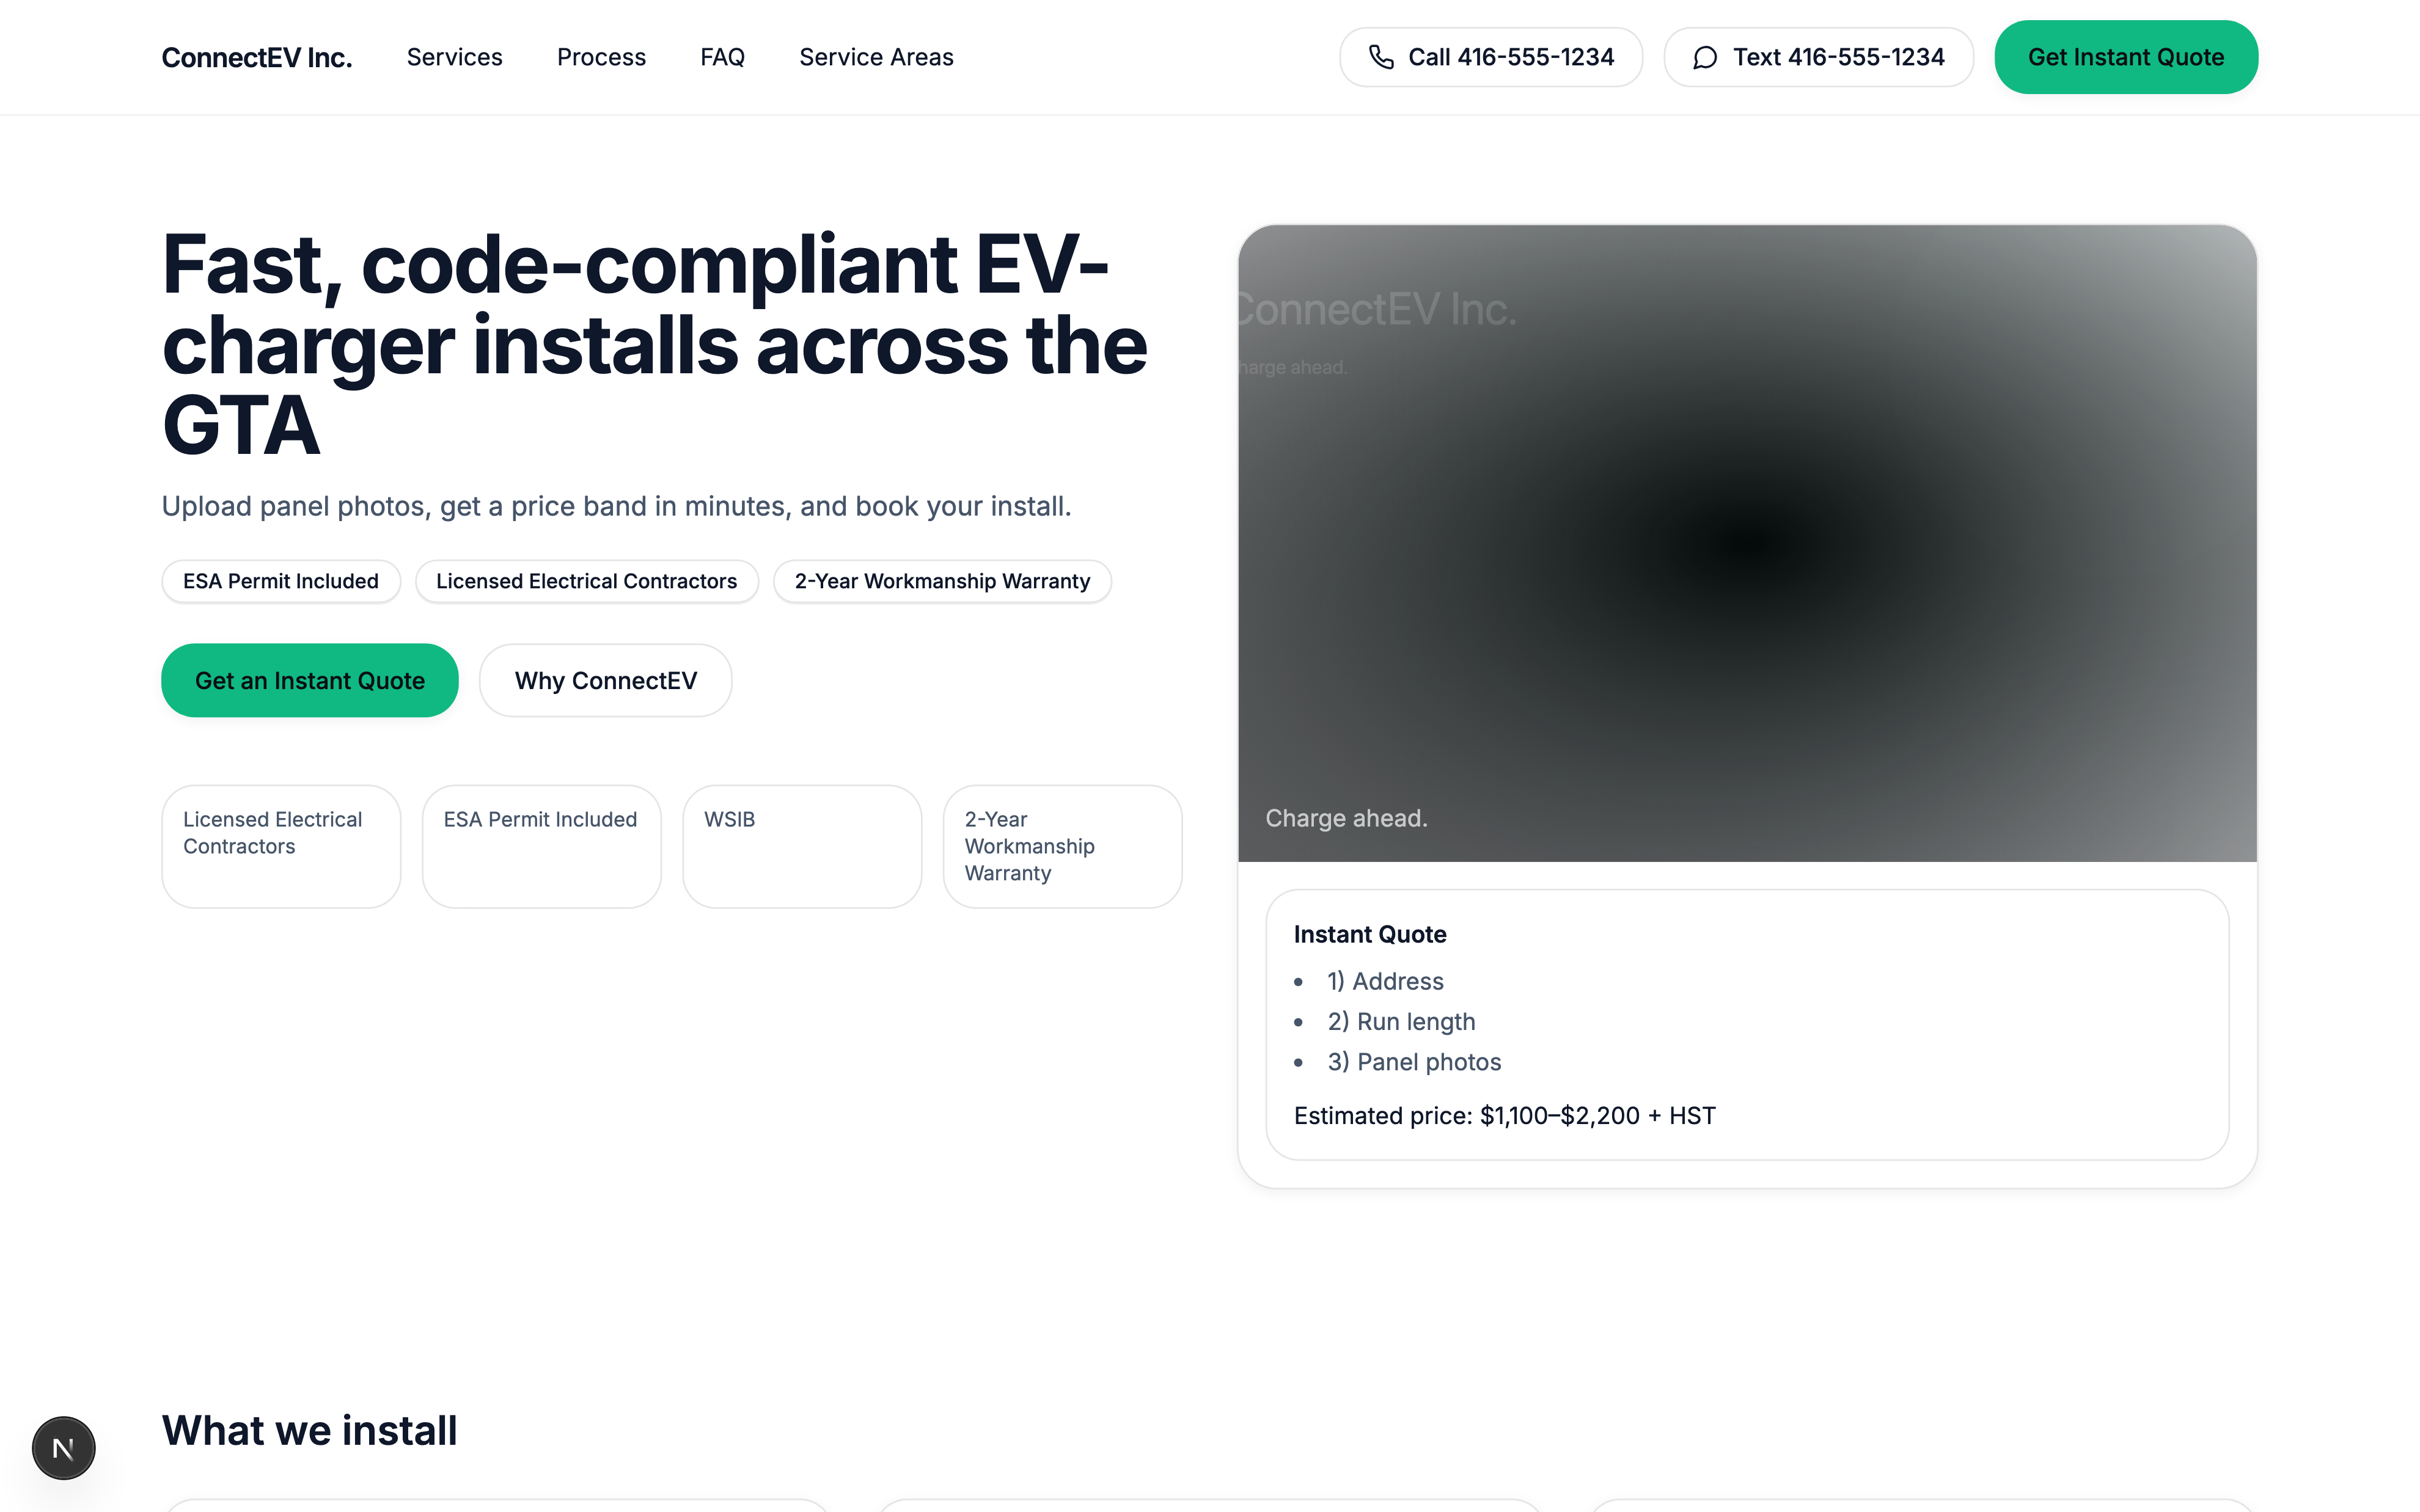 ConnectEV Inc.
Services
Process
FAQ
Service Areas
Call 416-555-1234
Text 416-555-1234
Get Instant Quote
Fast, code-compliant EV-
charger installs across the
GTA
Upload panel photos, get a price band in minutes, and book your install.
ESA Permit Included
Licensed Electrical Contractors
2-Year Workmanship Warranty
Get an Instant Quote
Why ConnectEV
Licensed Electrical
Contractors
ESA Permit Included
WSIB
2-Year
Workmanship
Warranty
ConnectEV Inc.
harge ahead.
Charge ahead.
Instant Quote
• 1) Address
• 2) Run length
• 3) Panel photos
Estimated price: $1,100–$2,200 + HST
What we install
N